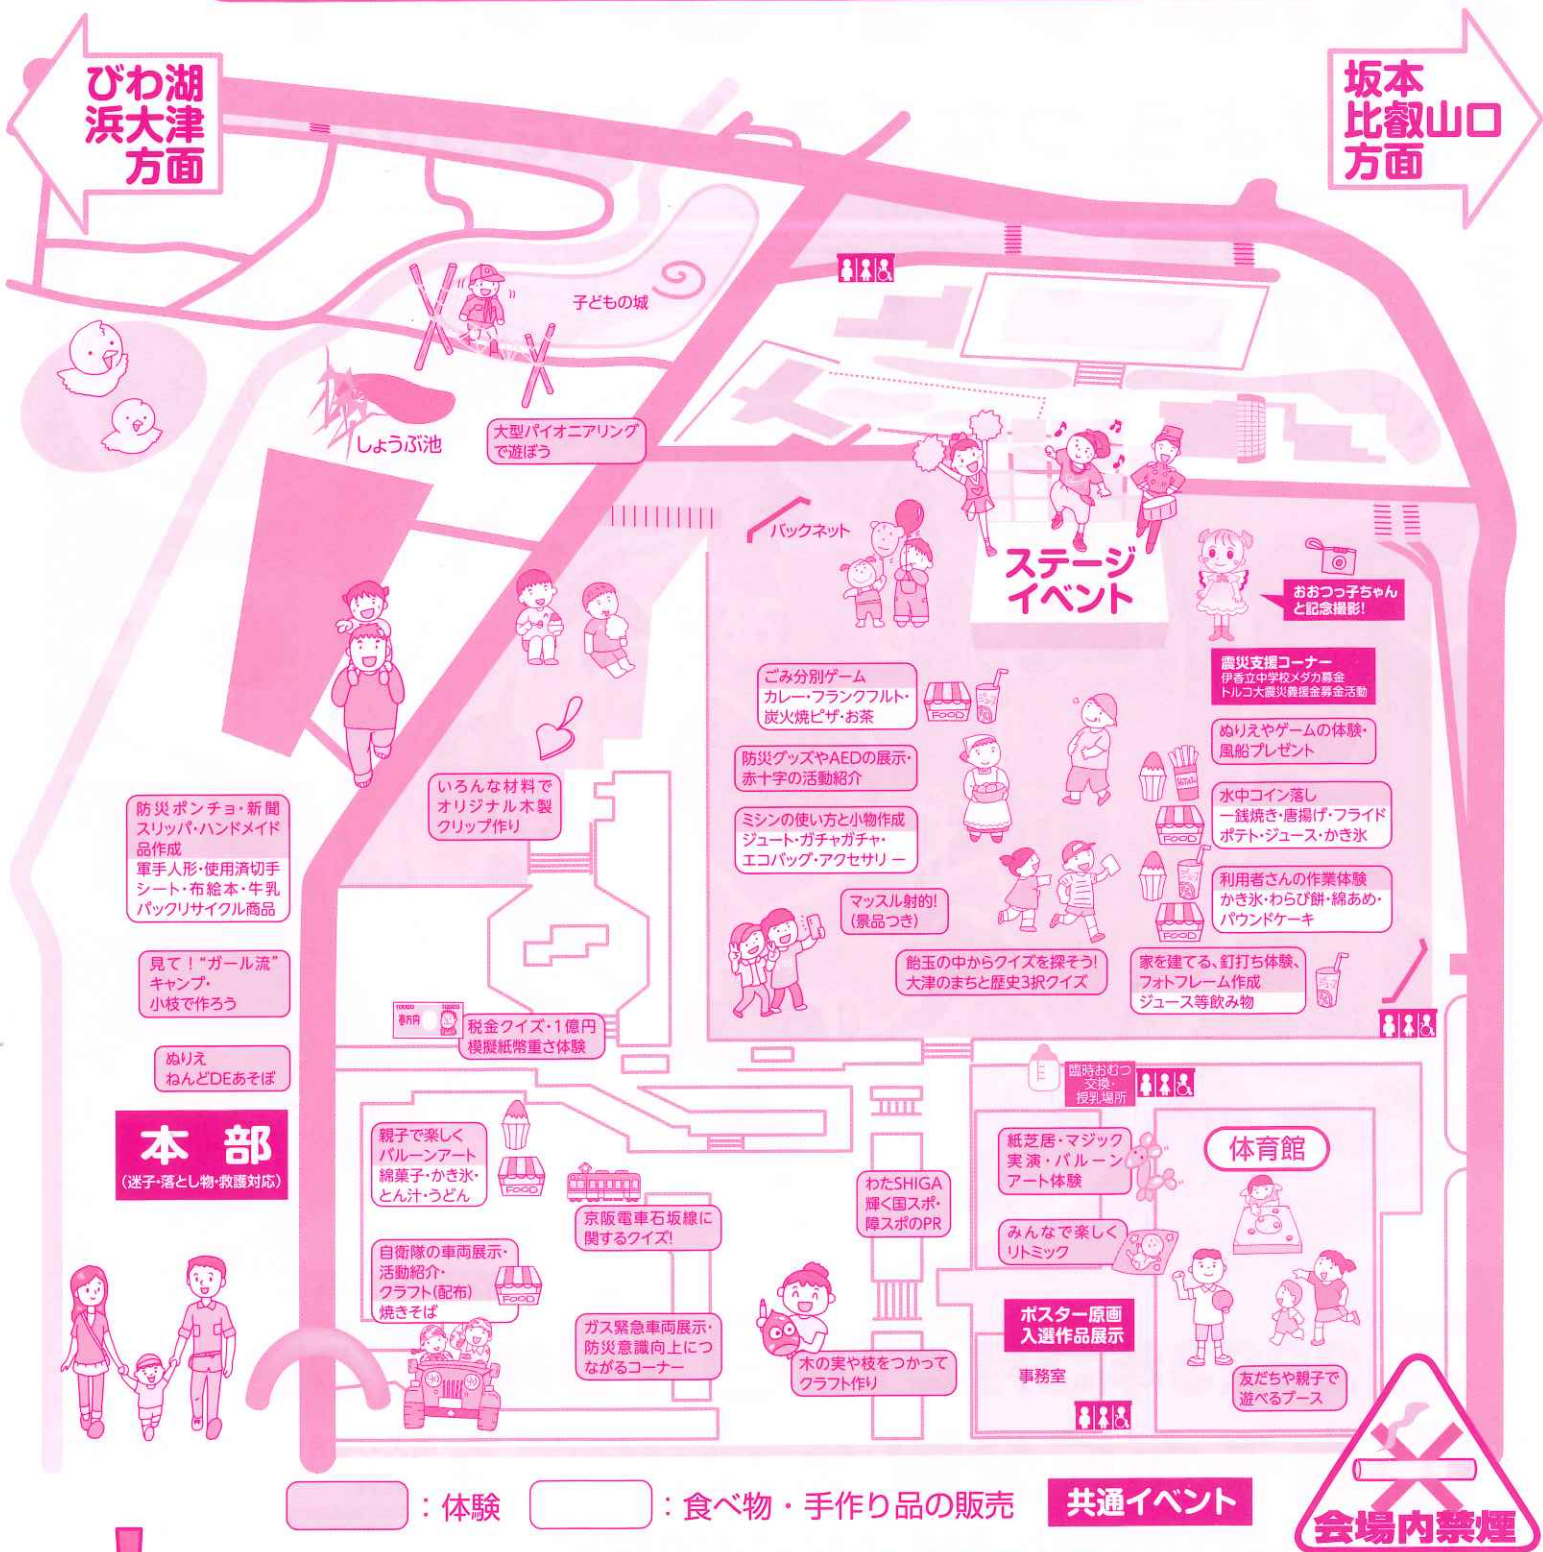 びわ湖
浜大津
方面
坂本
比叡山口
方面
子どもの城
しょうぶ池
大型パイオニアリング
で遊ぼう
バックネット
ステージ
イベント
おおつっ子ちゃん
と記念撮影!
震災支援コーナー
伊香立中学校メダカ募金
トルコ大震災義援金募金活動
ごみ分別ゲーム
カレー・フランクフルト・
炭火焼ピザ・お茶
FOOD
ぬりえやゲームの体験・
風船プレゼント
防災グッズやAEDの展示・
赤十字の活動紹介
いろんな材料で
オリジナル木製
クリップ作り
水中コイン落し
一銭焼き・唐揚げ・フライド
ポテト・ジュース・かき氷
FOOD
防災ポンチョ・新聞
スリッパ・ハンドメイド
品作成
軍手人形・使用済切手
シート・布絵本・牛乳
パックリサイクル商品
ミシンの使い方と小物作成
ジュート・ガチャガチャ・
エコバッグ・アクセサリー
利用者さんの作業体験
かき氷・わらび餅・綿あめ・
パウンドケーキ
FOOD
マッスル射的!
(景品つき)
見て！“ガール流”
キャンプ・
小枝で作ろう
飴玉の中からクイズを探そう!
大津のまちと歴史3択クイズ
家を建てる、釘打ち体験、
フォトフレーム作成
ジュース等飲み物
10000 10000
壱万円
税金クイズ・1億円
模擬紙幣重さ体験
ぬりえ
ねんどDEあそぼ
臨時おむつ
交換・
授乳場所
本部
(迷子・落とし物・救護対応)
親子で楽しく
バルーンアート
綿菓子・かき氷・
とん汁・うどん
FOOD
紙芝居・マジック
実演・バルーン
アート体験
体育館
わたSHIGA
輝く国スポ・
障スポのPR
京阪電車石坂線に
関するクイズ!
みんなで楽しく
リトミック
自衛隊の車両展示・
活動紹介・
クラフト(配布)
焼きそば
FOOD
ガス緊急車両展示・
防災意識向上につ
ながるコーナー
ポスター原画
入選作品展示
木の実や枝をつかって
クラフト作り
事務室
友だちや親子で
遊べるブース
：体験
：食べ物・手作り品の販売
共通イベント
会場内禁煙